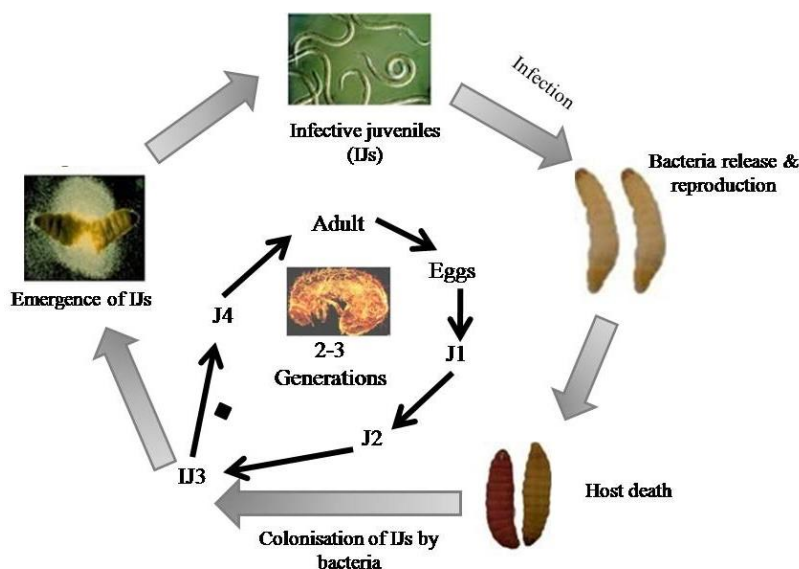 Infective juveniles
(IJs)
Infection
Bacteria release &
reproduction
Adult
Eggs
J1
J2
IJ3
J4
2-3
Generations
Emergence of IJs
Host death
Colonisation of IJs by
bacteria